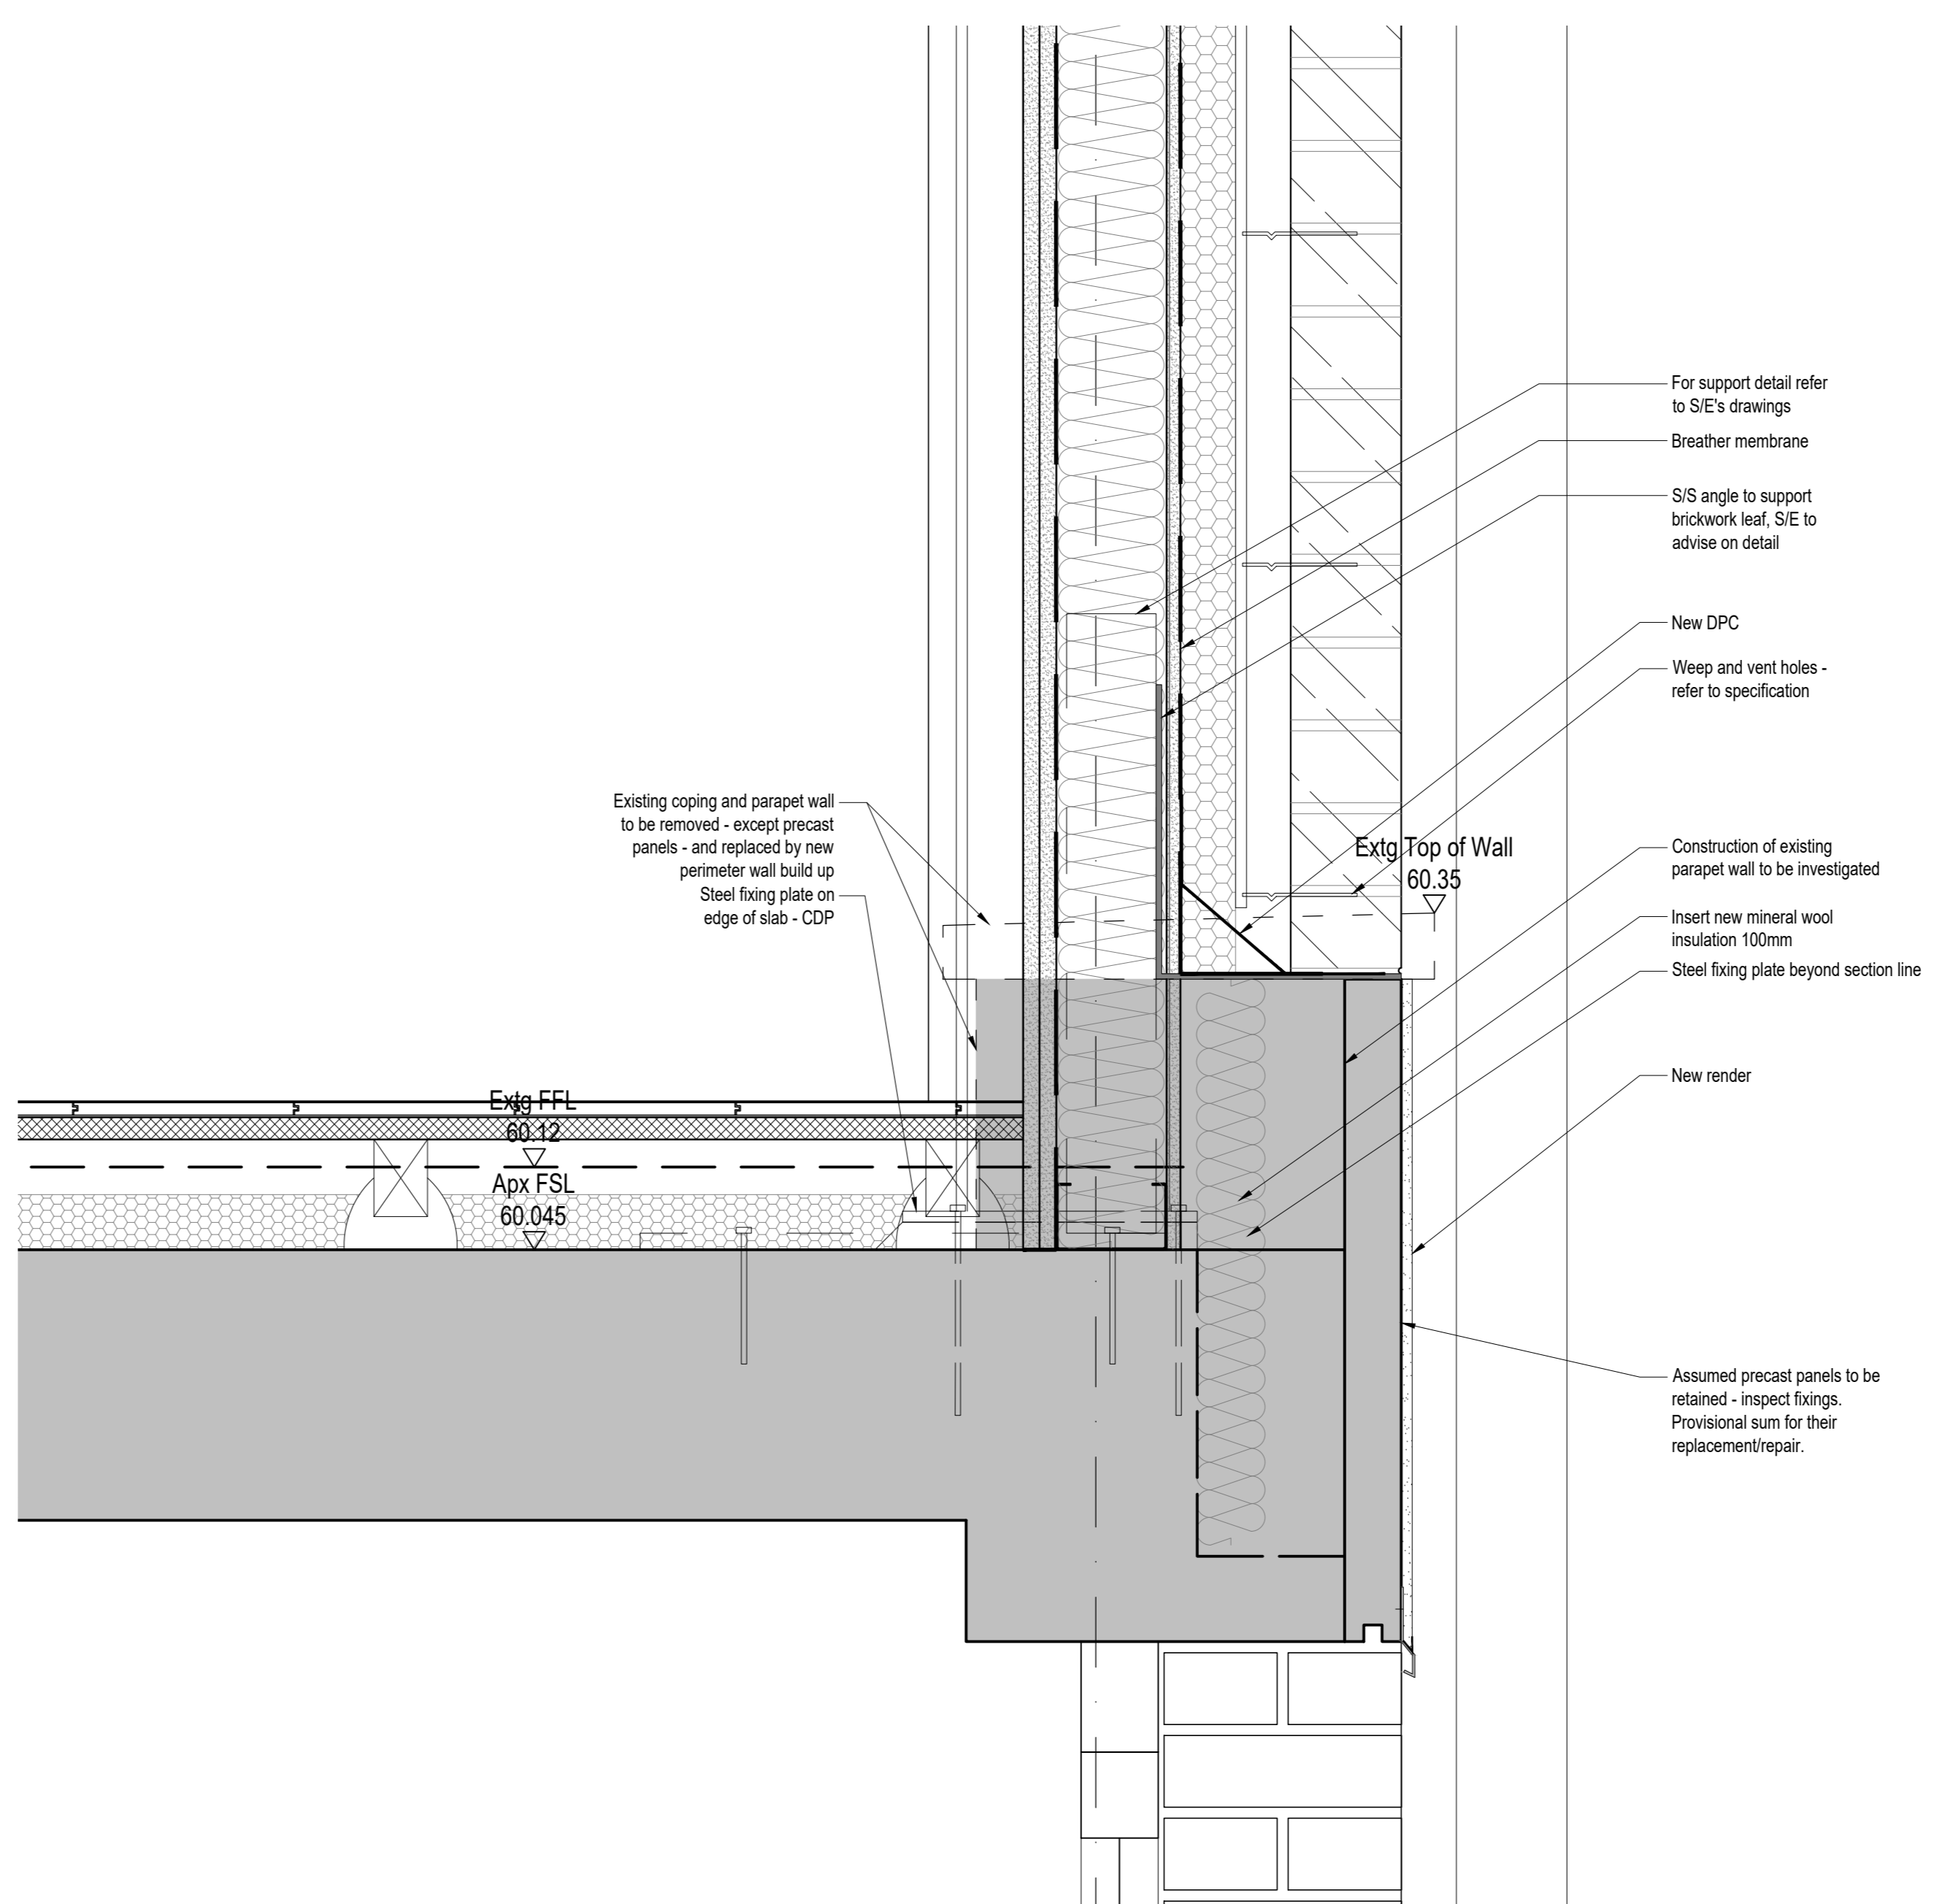 For support detail refer
to S/E's drawings
Breather membrane
S/S angle to support
brickwork leaf, S/E to
advise on detail
New DPC
Weep and vent holes -
refer to specification
Existing coping and parapet wall
to be removed - except precast
panels - and replaced by new
perimeter wall build up
Steel fixing plate on
edge of slab - CDP
Extg Top of Wall
60.35
Construction of existing
parapet wall to be investigated
Insert new mineral wool
insulation 100mm
Steel fixing plate beyond section line
New render
Extg FFL
60.12
Apx FSL
60.045
Assumed precast panels to be
retained - inspect fixings.
Provisional sum for their
replacement/repair.